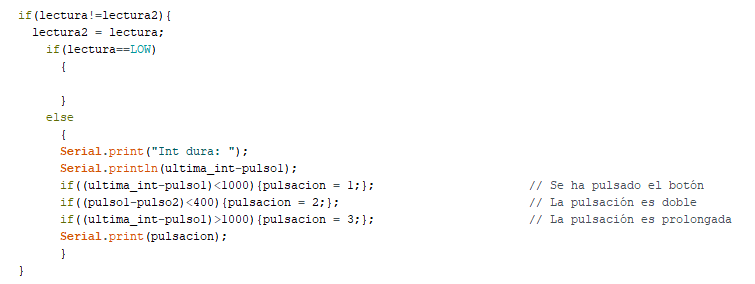 if(lectura!=lectura2){
lectura2 = lectura;
if(lectura==LOW)
{
}
else
{
Serial.print("Int dura: ");
Serial.println(ultima_int-pulso1);
if((ultima_int-pulso1)<1000){pulsacion = 1;}; // Se ha pulsado el botón
if((pulso1-pulso2)<400){pulsacion = 2;}; // La pulsación es doble
if((ultima_int-pulso1)>1000){pulsacion = 3;}; // La pulsación es prolongada
Serial.print(pulsacion);
}
}